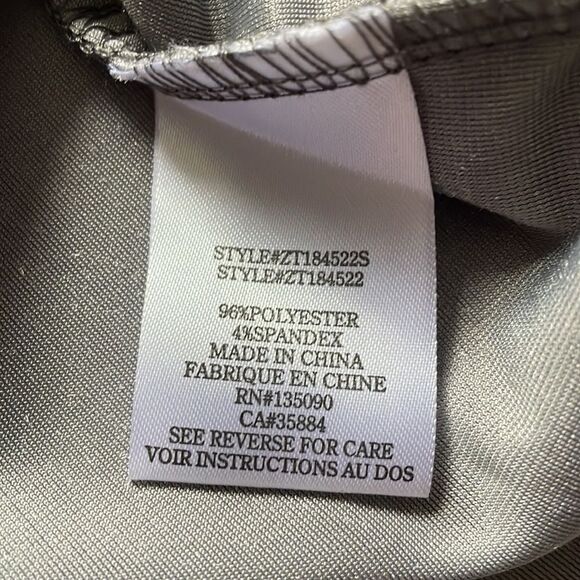 STYLE#ZT184522S
STYLE#ZT184522
96%POLYESTER
4%SPANDEX
MADE IN CHINA
FABRIQUE EN CHINE
RN#135090
CA#35884
SEE REVERSE FOR CARE
VOIR INSTRUCTIONS AU DOS